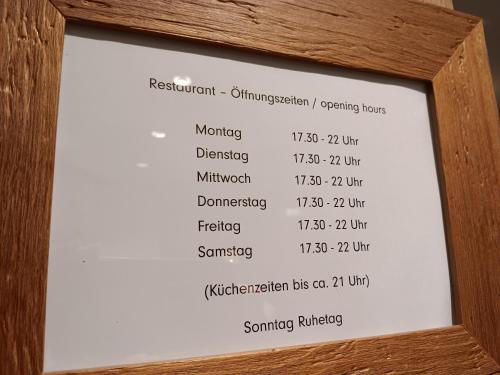 Restaurant – Öffnungszeiten / opening hours
Montag 17.30 - 22 Uhr
Dienstag 17.30 - 22 Uhr
Mittwoch 17.30 - 22 Uhr
Donnerstag 17.30 - 22 Uhr
Freitag 17.30 - 22 Uhr
Samstag 17.30 - 22 Uhr
(Küchenzeiten bis ca. 21 Uhr)
Sonntag Ruhetag